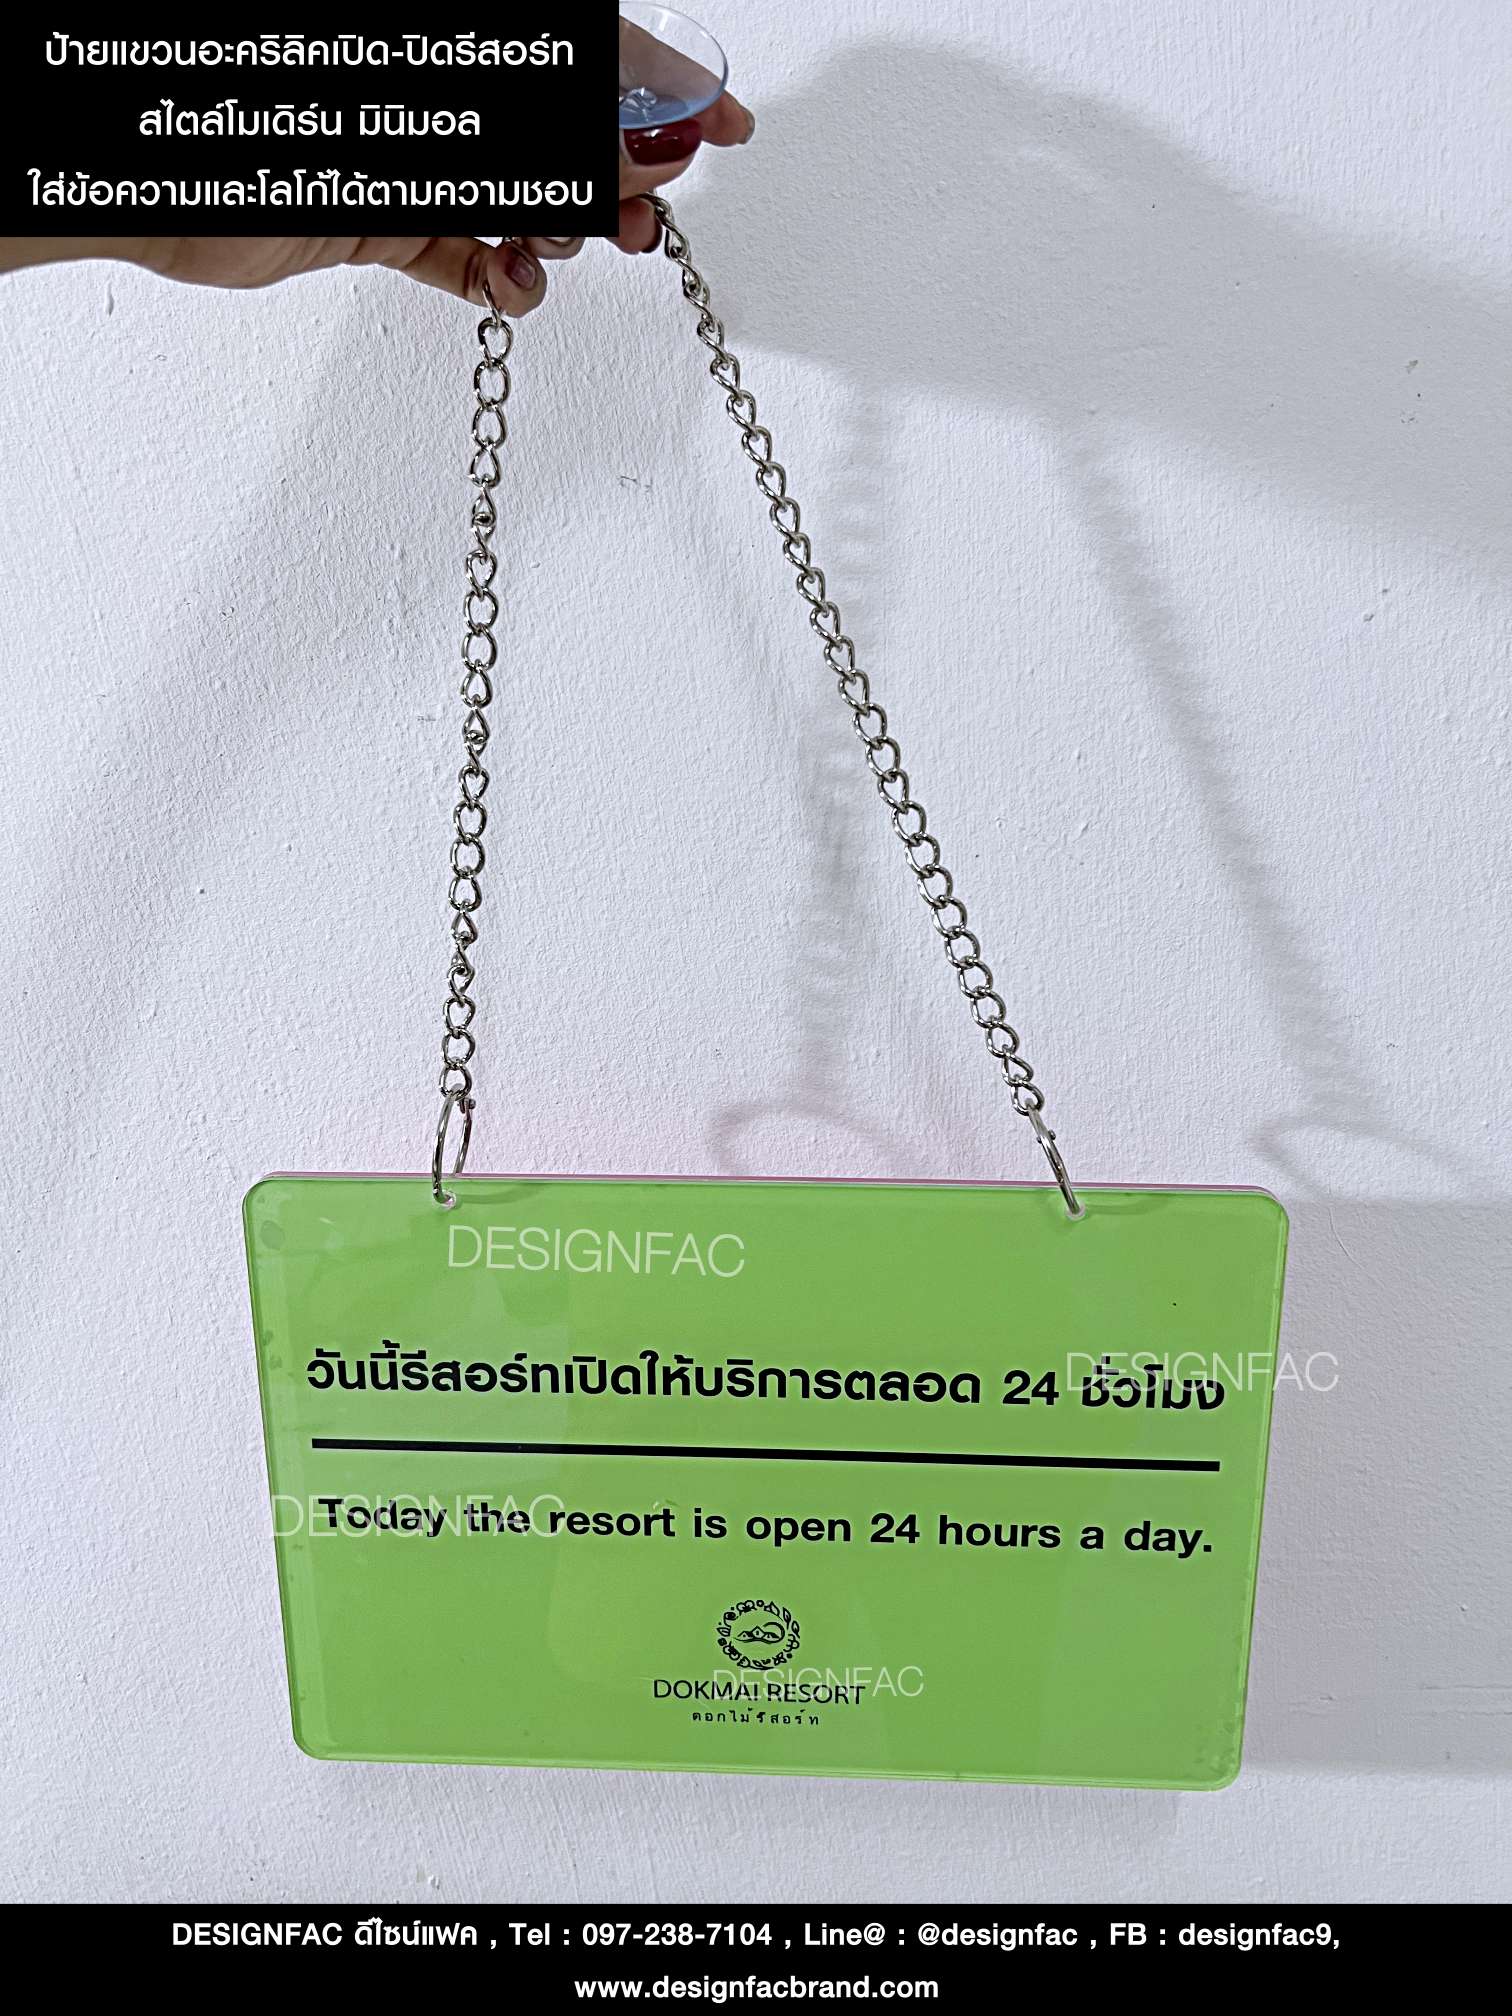 ป้ายแขวนอะคริลิคเปิด-ปิดรีสอร์ท
สไตล์โมเดิร์น มินิมอล
ใส่ข้อความและโลโก้ได้ตามความชอบ
DESIGNFAC
วันนี้รีสอร์ทเปิดให้บริการตลอด 24 ชั่วโมง
DESIGNFAC
Today the resort is open 24 hours a day.
DESIGNFAC
DOKMAI RESORT
DESIGNFAC
ดอกไม้รีสอร์ท
DESIGNFAC ดีไซน์แฟค , Tel : 097-238-7104 , Line@ : @designfac , FB : designfac9,
www.designfacbrand.com